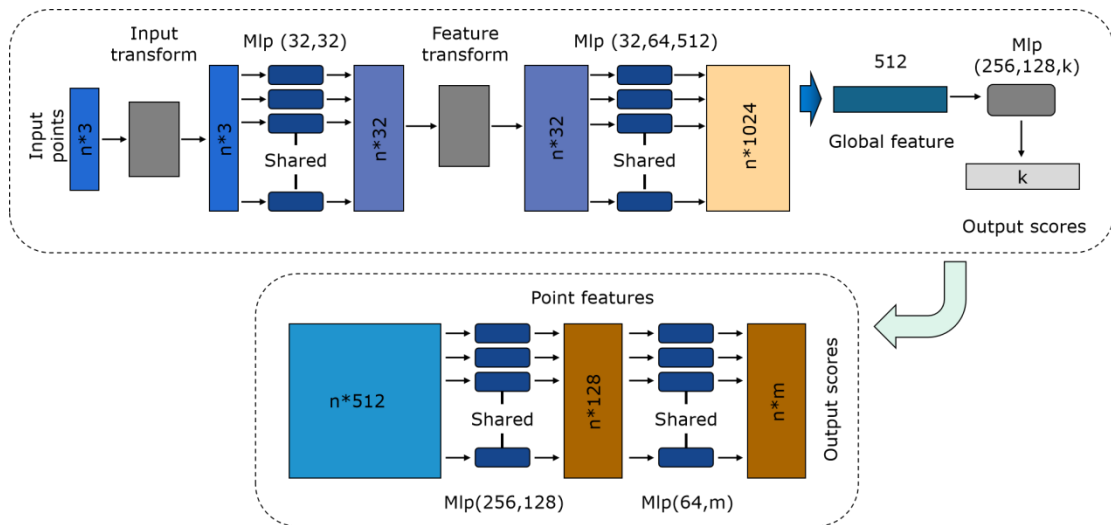 Input
points
n*3
Input
transform
n*3
Mlp (32,32)
Shared
n*32
Feature
transform
n*32
Mlp (32,64,512)
Shared
n*1024
512
Global feature
Mlp
(256,128,k)
k
Output scores
Point features
n*512
Shared
Mlp(256,128)
n*128
Shared
Mlp(64,m)
n*m
Output scores